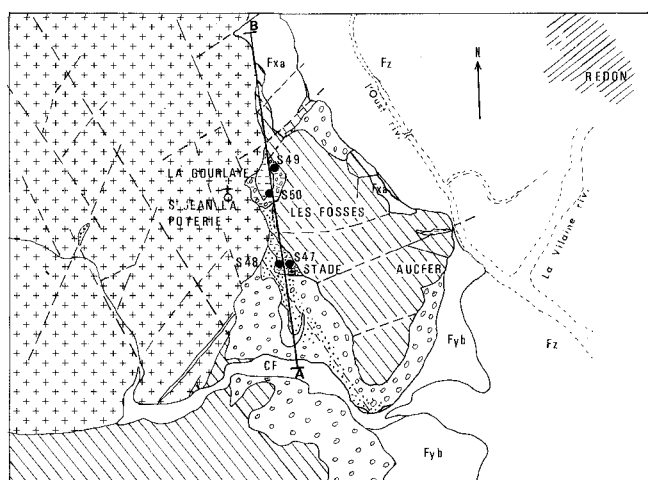 B
Fxa
Fz
N
REDON
l'Oust riv.
S49
LA GOURLAYE
S50
Fxa
ST JEAN LA
POTERIE
LES FOSSES
La Vilaine riv.
S48
S47
STADE
AUCFER
Fyb
Fz
CF
A
Fyb